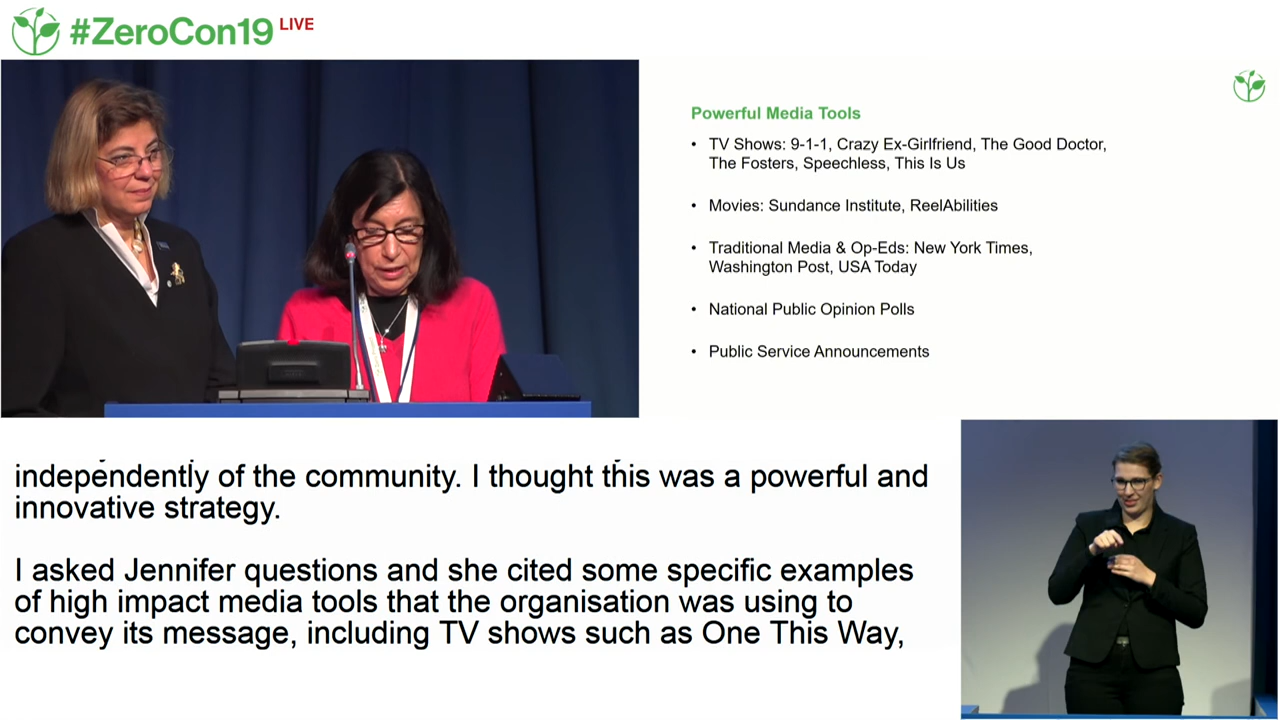 #ZeroCon19 LIVE
Powerful Media Tools
• TV Shows: 9-1-1, Crazy Ex-Girlfriend, The Good Doctor,
The Fosters, Speechless, This Is Us
• Movies: Sundance Institute, ReelAbilities
• Traditional Media & Op-Eds: New York Times,
Washington Post, USA Today
• National Public Opinion Polls
• Public Service Announcements
independently of the community. I thought this was a powerful and
innovative strategy.
I asked Jennifer questions and she cited some specific examples
of high impact media tools that the organisation was using to
convey its message, including TV shows such as One This Way,